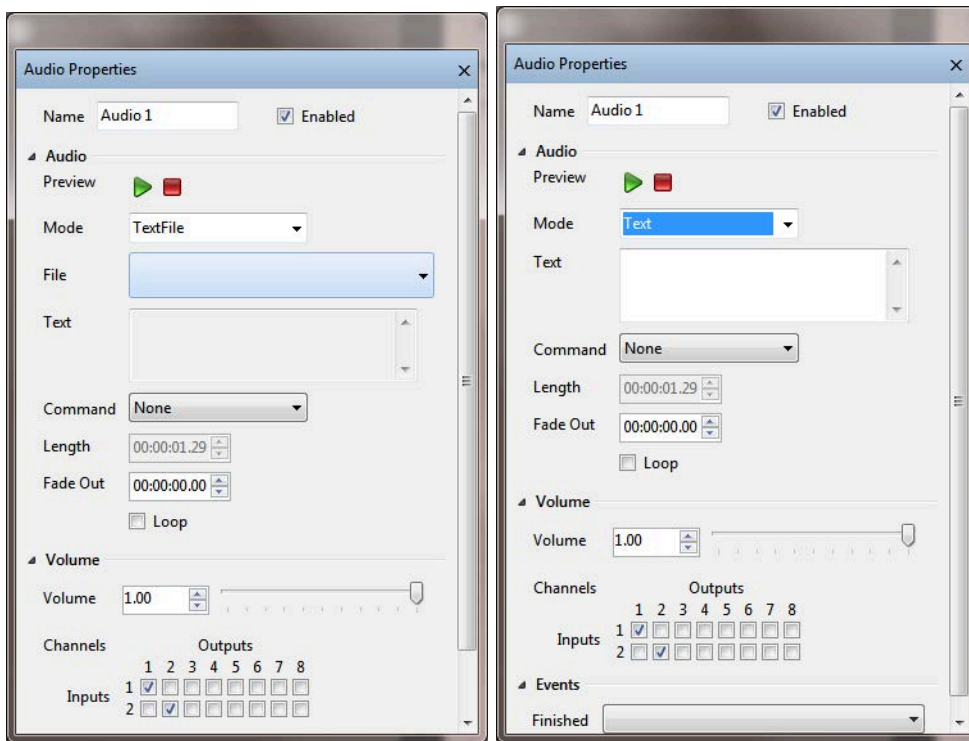 Audio Properties
Name Audio 1 Enabled
Audio
Preview
Mode TextFile
File
Text
Command None
Length 00:00:01.29
Fade Out 00:00:00.00
Loop
Volume
Volume 1.00
Channels Outputs
1 2 3 4 5 6 7 8
Inputs 1
2
Audio Properties
Name Audio 1 Enabled
Audio
Preview
Mode Text
Text
Command None
Length 00:00:01.29
Fade Out 00:00:00.00
Loop
Volume
Volume 1.00
Channels Outputs
1 2 3 4 5 6 7 8
Inputs 1
2
Events
Finished